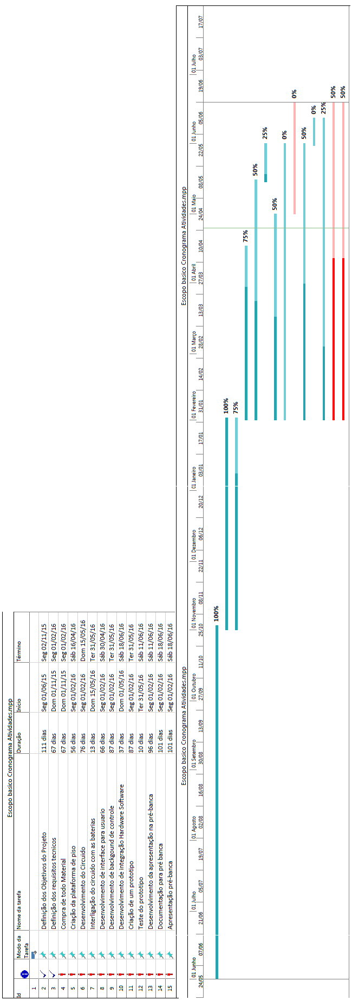 Escopo basico Cronograma Atividades.mpp
Id Modo da Tarefa Nome da tarefa Duração Início Término
1
2 Definição dos Objetivos do Projeto 111 dias Seg 01/06/15 Seg 02/11/15
3 Definição dos requisitos tecnicos 67 dias Dom 01/11/15 Seg 01/02/16
4 Compra de todo Material 67 dias Dom 01/11/15 Seg 01/02/16
5 Criação da plataforma de piso 56 dias Seg 01/02/16 Sáb 16/04/16
6 Desenvolvimento do Circuido 76 dias Seg 01/02/16 Dom 15/05/16
7 Interligação do circuido com as baterias 13 dias Dom 15/05/16 Ter 31/05/16
8 Desenvolvimento de interface para usuario 66 dias Seg 01/02/16 Sáb 30/04/16
9 Desenvolvimento de backgound de controle 87 dias Seg 01/02/16 Ter 31/05/16
10 Desenvolvimento de integração Hardware Software 37 dias Dom 01/05/16 Sáb 18/06/16
11 Criação de um prototipo 87 dias Seg 01/02/16 Ter 31/05/16
12 Teste do prototipo 10 dias Ter 31/05/16 Sáb 11/06/16
13 Desenvolvimento da apresentação na pré-banca 96 dias Seg 01/02/16 Sáb 11/06/16
14 Documentação para pré banca 101 dias Seg 01/02/16 Sáb 18/06/16
15 Apresentação pré-banca 101 dias Seg 01/02/16 Sáb 18/06/16
Escopo basico Cronograma Atividades.mpp Escopo basico Cronograma Atividades.mpp
01 Junho 01 Julho 01 Agosto 01 Setembro 01 Outubro 01 Novembro 01 Dezembro 01 Janeiro 01 Fevereiro 01 Março 01 Abril 01 Maio 01 Junho 01 Julho
24/05 07/06 21/06 05/07 19/07 02/08 16/08 30/08 13/09 27/09 11/10 25/10 08/11 22/11 06/12 20/12 03/01 17/01 31/01 14/02 28/02 13/03 27/03 10/04 24/04 08/05 22/05 05/06 19/06 03/07 17/07
100%
100%
75%
75%
50%
25%
50%
0%
0%
50%
0%
25%
50%
50%